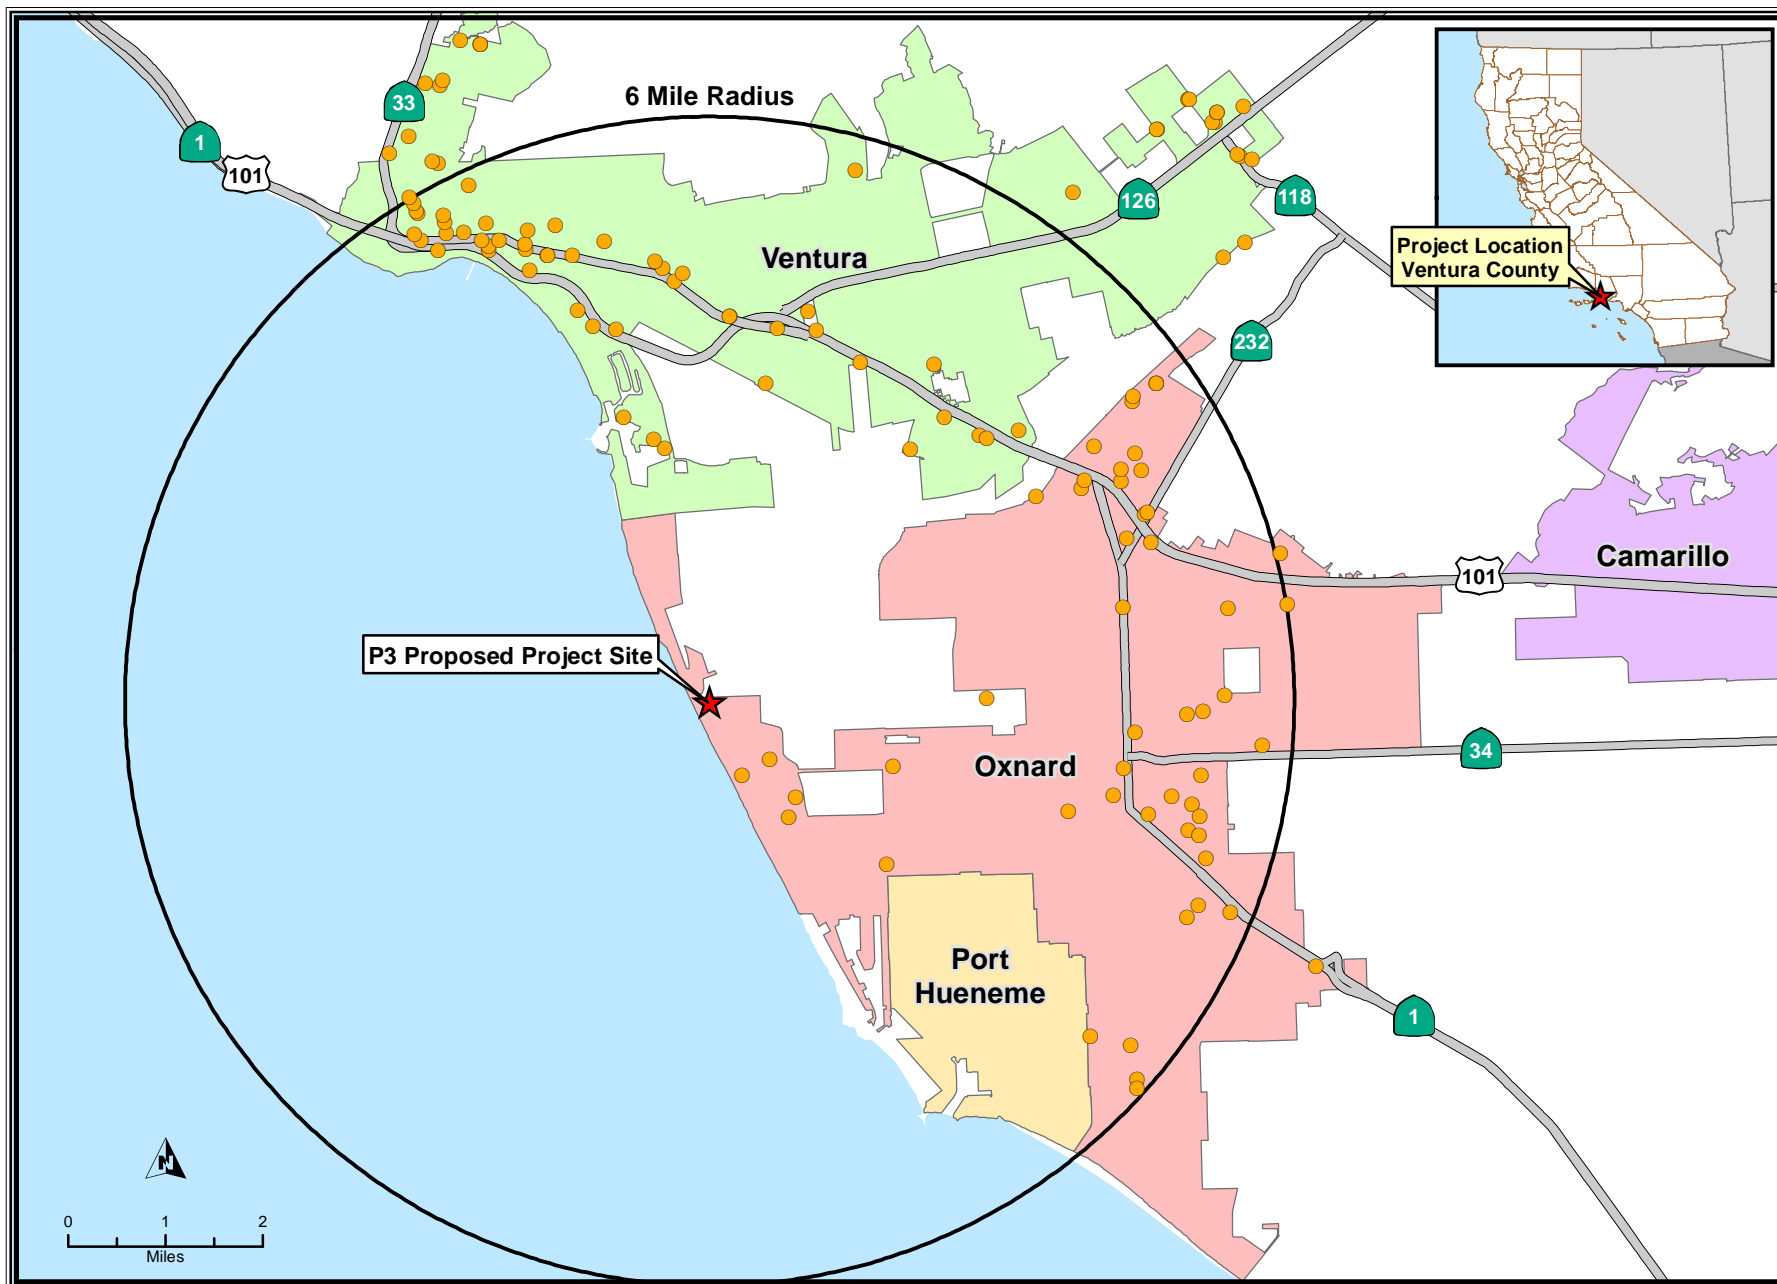 6 Mile Radius
33
1
101
126
118
Project Location
Ventura County
Ventura
232
Camarillo
101
P3 Proposed Project Site
Oxnard
34
Port
Hueneme
1
N
0 1 2
Miles